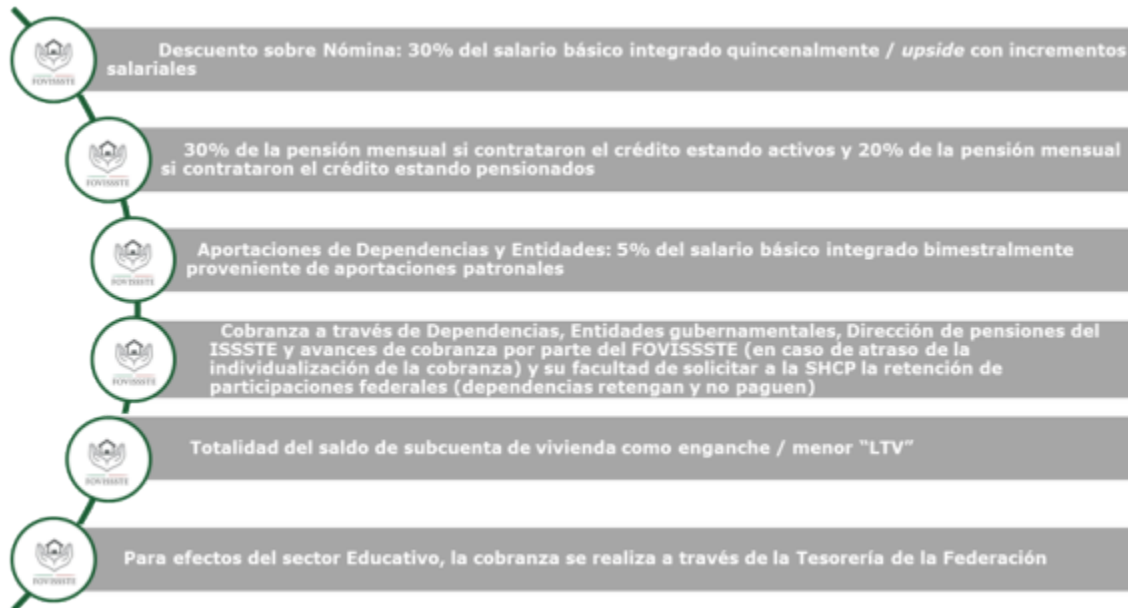 Descuento sobre Nómina: 30% del salario básico integrado quincenalmente / upside con incrementos
salariales
FOVISSSTE
30% de la pensión mensual si contrataron el crédito estando activos y 20% de la pensión mensual
si contrataron el crédito estando pensionados
FOVISSSTE
Aportaciones de Dependencias y Entidades: 5% del salario básico integrado bimestralmente
proveniente de aportaciones patronales
FOVISSSTE
Cobranza a través de Dependencias, Entidades gubernamentales, Dirección de pensiones del
ISSSTE y avances de cobranza por parte del FOVISSSTE (en caso de atraso de la
individualización de la cobranza) y su facultad de solicitar a la SHCP la retención de
participaciones federales (dependencias retengan y no paguen)
FOVISSSTE
Totalidad del saldo de subcuenta de vivienda como enganche / menor “LTV”
FOVISSSTE
Para efectos del sector Educativo, la cobranza se realiza a través de la Tesorería de la Federación
FOVISSSTE